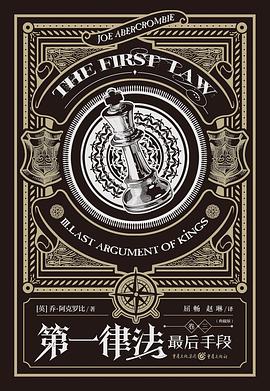 JOE ABERCROMBIE
THE FIRST LAW
III.LAST ARGUMENT OF KINGS
[英] 乔·阿克罗比/著
屈畅 赵琳/译
第一律法
卷三
(典藏版)
最后手段
重庆出版集团
重庆出版社